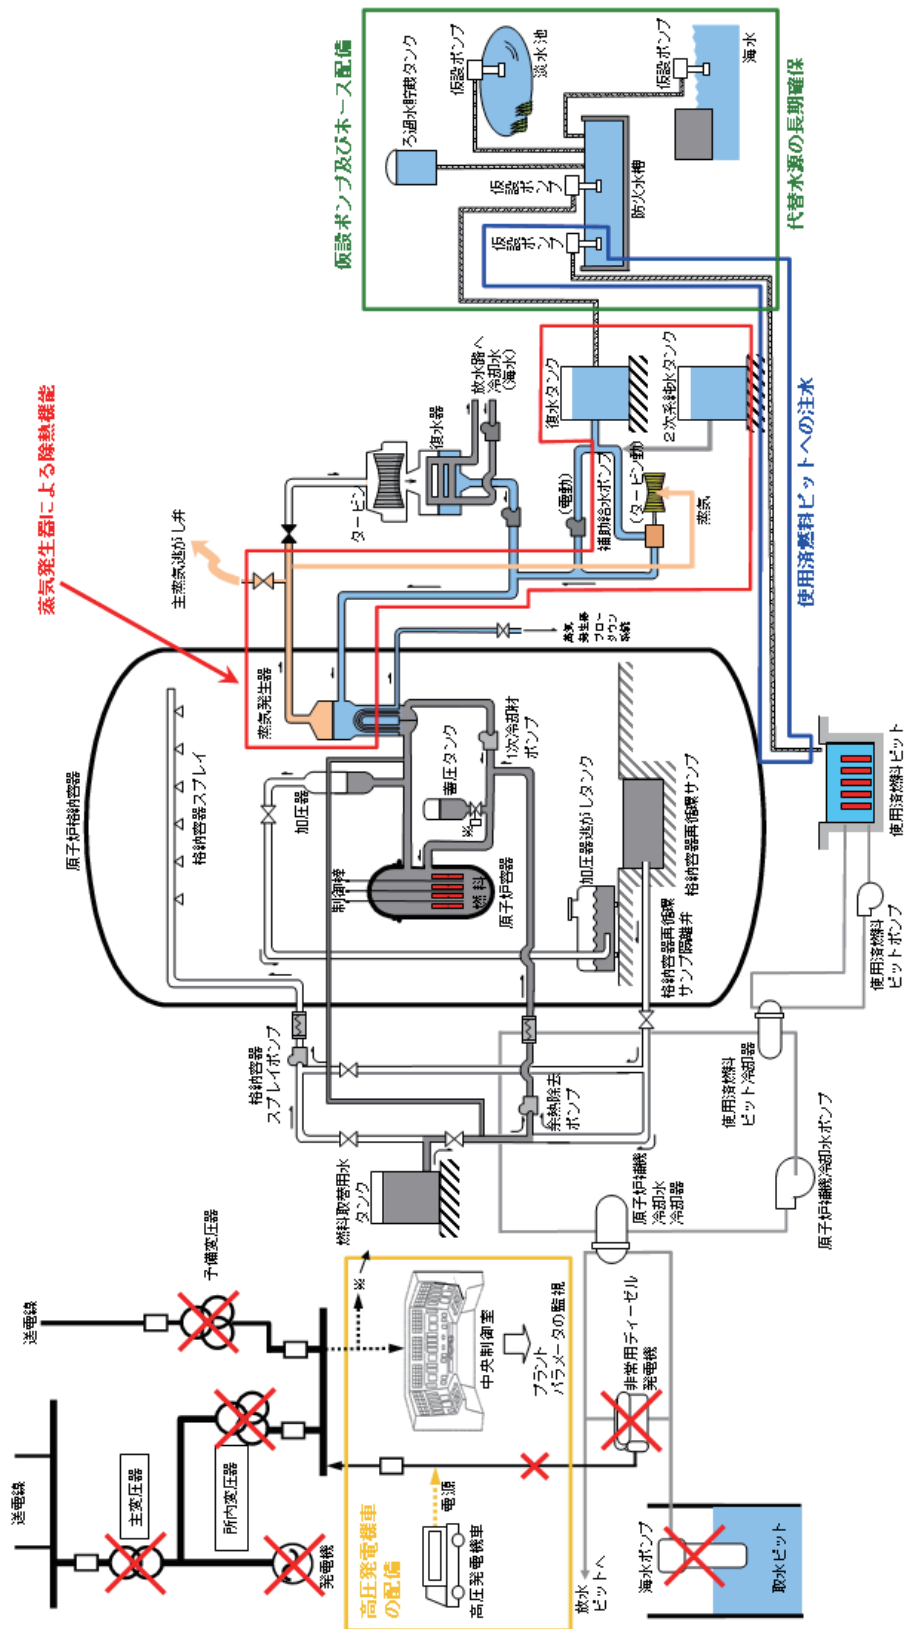 送電線
送電線
主変圧器
所内変圧器
予備変圧器
発電機
高圧発電機車
の配備
高圧発電機車
電源
※
中央制御室
プラント
パラメータの監視
非常用ディーゼル
発電機
放水
ピットへ
海水ポンプ
取水ピット
燃料取替用水
タンク
格納容器
スプレイポンプ
余熱除去
ポンプ
原子炉補機
冷却水
冷却器
原子炉補機冷却水ポンプ
使用済燃料
ピット冷却器
使用済燃料
ピットポンプ
使用済燃料ピット
原子炉格納容器
格納容器スプレイ
制御棒
加圧器
燃料
原子炉容器
蓄圧タンク
※
1次冷却材
ポンプ
加圧器逃がしタンク
格納容器再循環
サンプ隔離弁
格納容器再循環サンプ
蒸気発生器
蒸気発生器による除熱機能
主蒸気逃がし弁
タービン
復水器
放水路へ
冷却水
(海水)
蒸気
発生器
ブロー
ダウン
系統
(電動)
補助給水ポンプ
(タービン動)
蒸気
復水タンク
2次系純水タンク
使用済燃料ピットへの注水
仮設ポンプ及びホース配備
ろ過水貯蔵タンク
仮設ポンプ
淡水池
仮設ポンプ
海水
仮設
ポンプ
仮設ポンプ
防火水槽
代替水源の長期確保